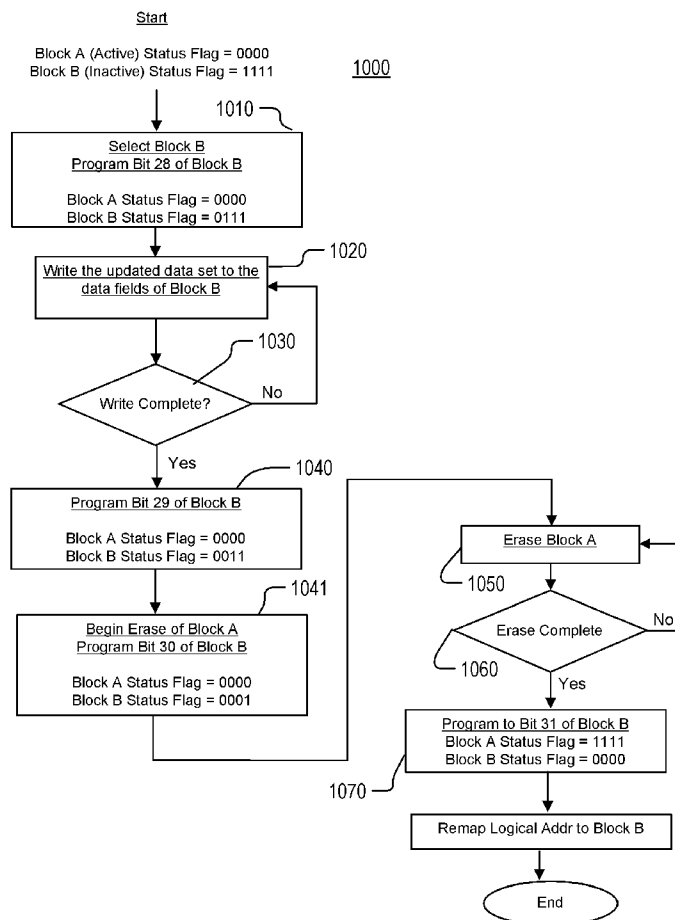 Start
Block A (Active) Status Flag = 0000
Block B (Inactive) Status Flag = 1111
1000
1010
Select Block B
Program Bit 28 of Block B
Block A Status Flag = 0000
Block B Status Flag = 0111
1020
Write the updated data set to the
data fields of Block B
1030
Write Complete?
No
Yes
1040
Program Bit 29 of Block B
Block A Status Flag = 0000
Block B Status Flag = 0011
1041
Begin Erase of Block A
Program Bit 30 of Block B
Block A Status Flag = 0000
Block B Status Flag = 0001
Erase Block A
1050
Erase Complete
No
1060
Yes
Program to Bit 31 of Block B
Block A Status Flag = 1111
Block B Status Flag = 0000
1070
Remap Logical Addr to Block B
End